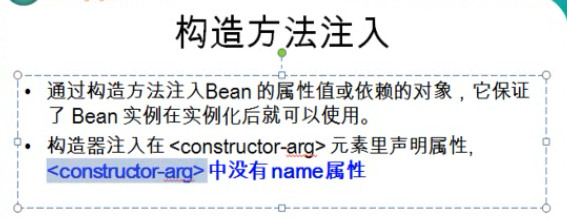 构造方法注入
• 通过构造方法注入Bean 的属性值或依赖的对象，它保证
了 Bean 实例在实例化后就可以使用。
• 构造器注入在 <constructor-arg> 元素里声明属性,
<constructor-arg> 中没有 name属性